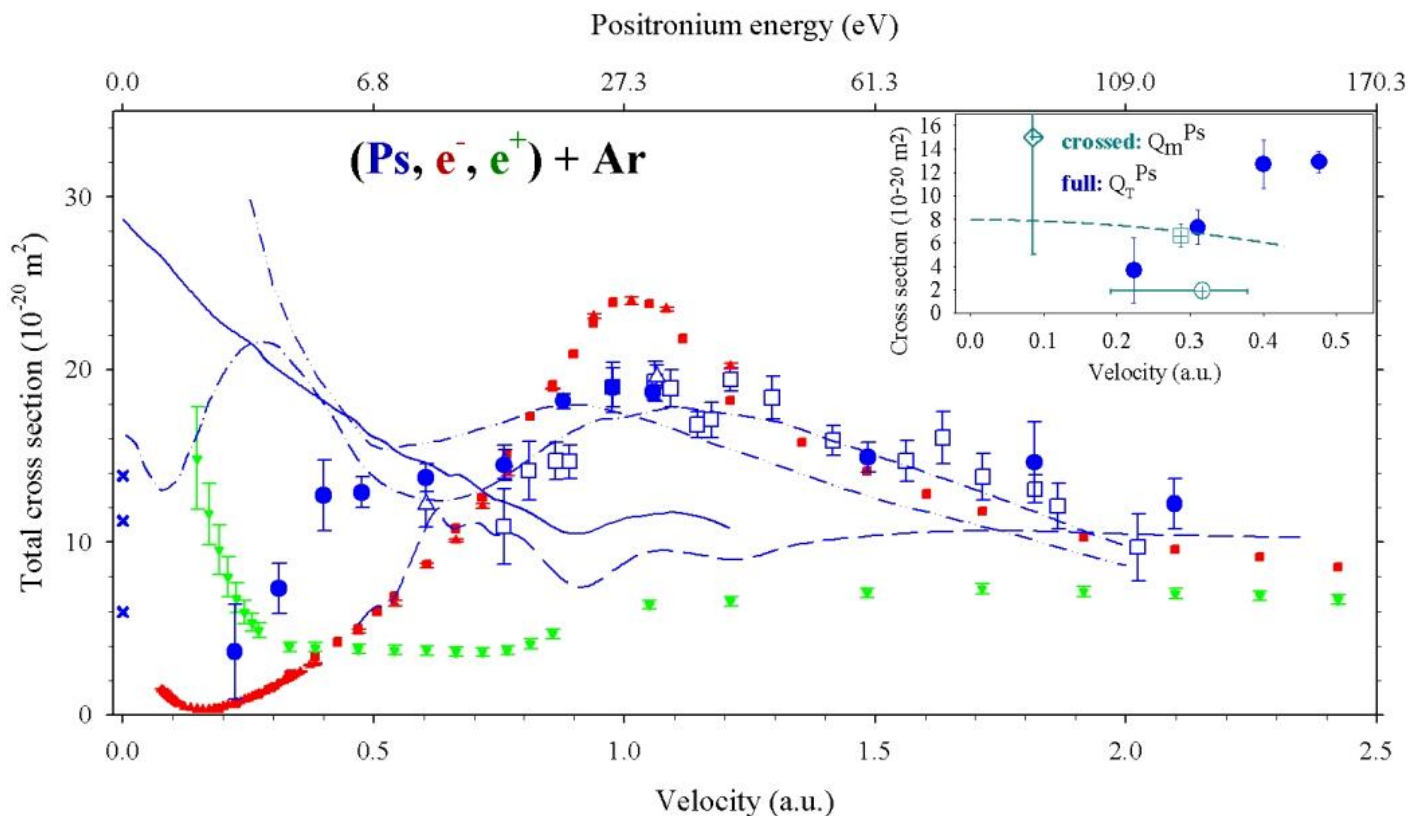 Positronium energy (eV)
0.0 6.8 27.3 61.3 109.0 170.3
(Ps, e-, e+) + Ar
Total cross section (10-20 m2)
30
20
10
0
0.0 0.5 1.0 1.5 2.0 2.5
Velocity (a.u.)
Cross section (10-20 m2)
16
14
12
10
8
6
4
2
0
crossed: QmPs
full: QTPs
0.0 0.1 0.2 0.3 0.4 0.5
Velocity (a.u.)